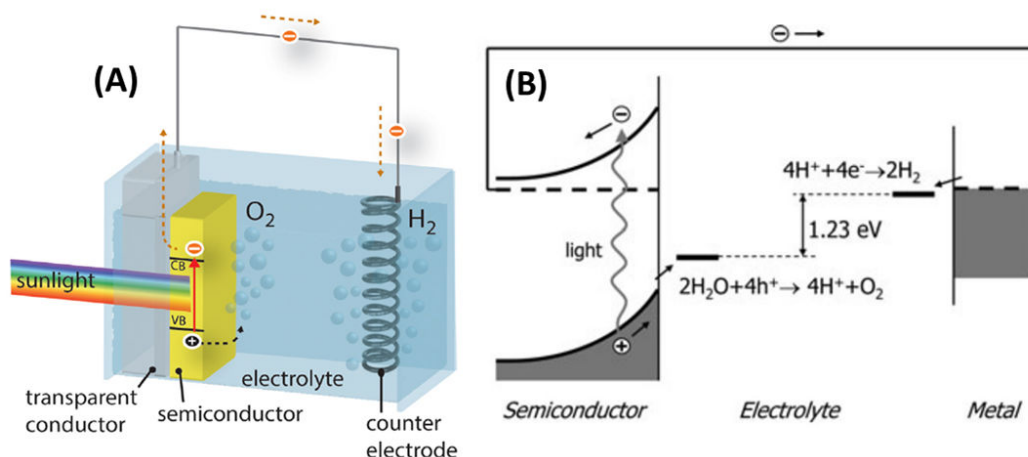 (A)
O₂
H₂
CB
sunlight
VB
transparent
conductor
semiconductor
electrolyte
counter
electrode
(B)
4H⁺+4e⁻→2H₂
1.23 eV
light
2H₂O+4h⁺→ 4H⁺+O₂
Semiconductor
Electrolyte
Metal